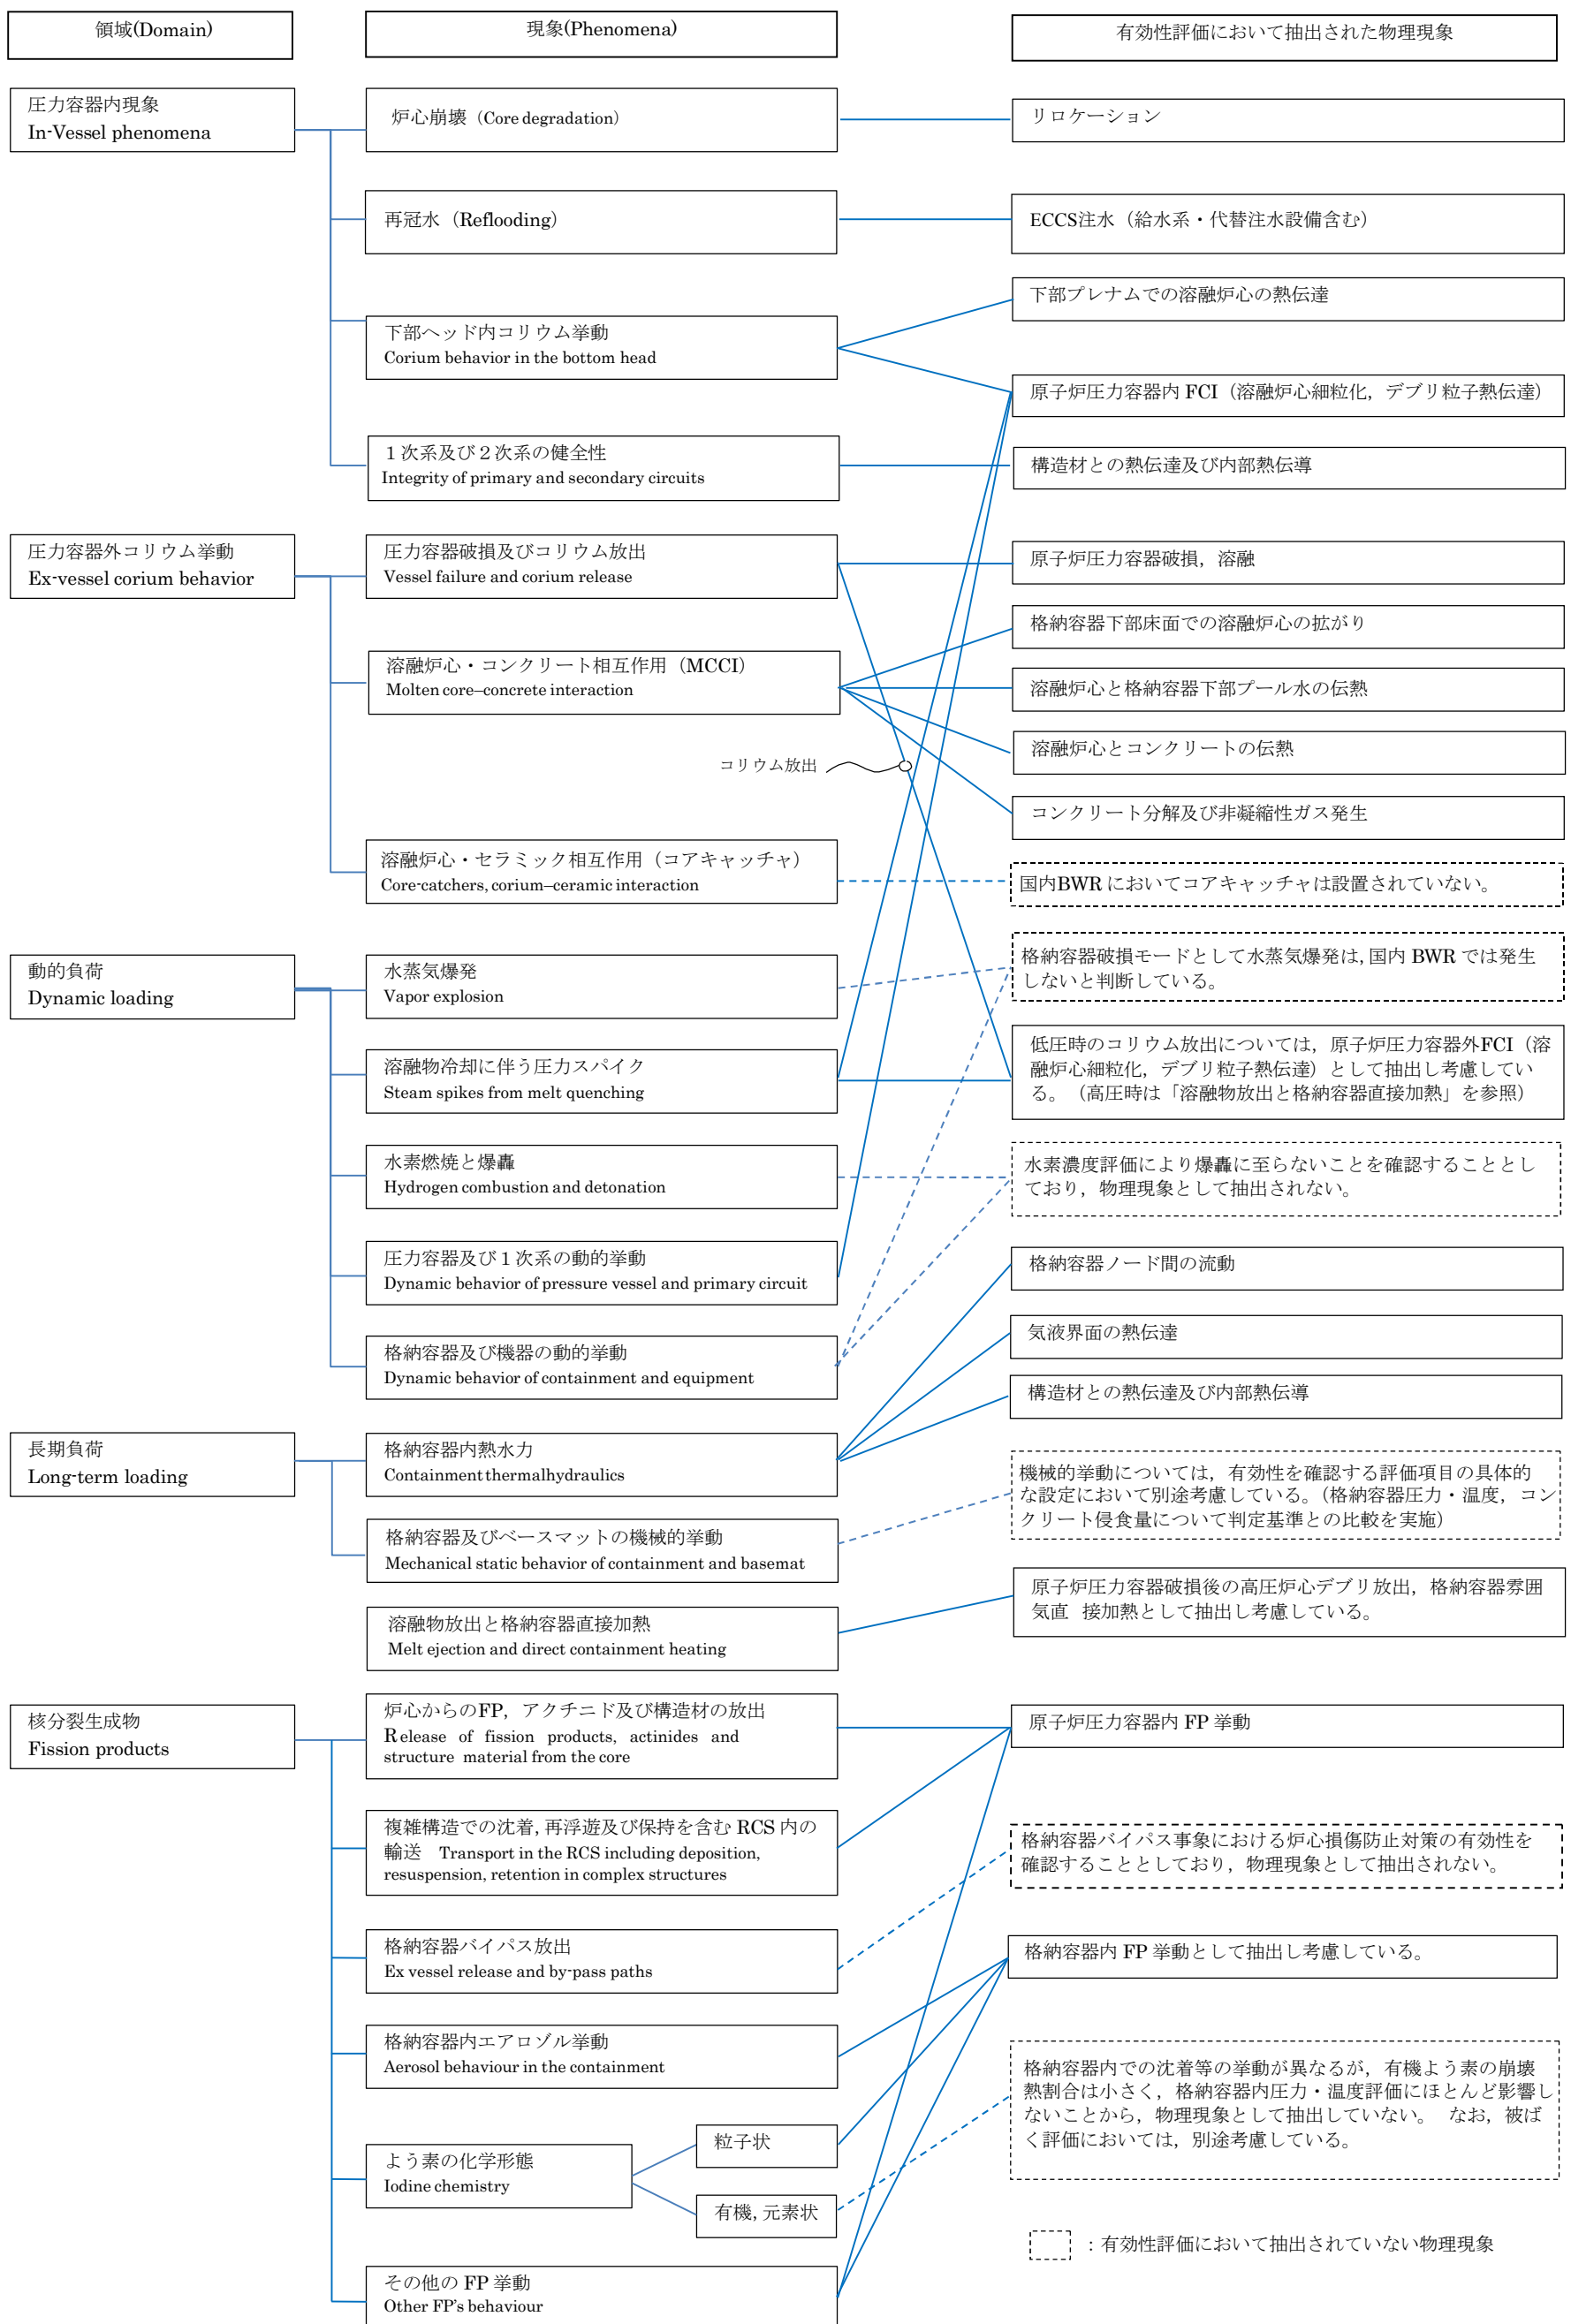 領域(Domain)
現象(Phenomena)
有効性評価において抽出された物理現象
圧力容器内現象
In-Vessel phenomena
炉心崩壊（Core degradation）
リロケーション
再冠水（Reflooding）
ECCS注水（給水系・代替注水設備含む）
下部ヘッド内コリウム挙動
Corium behavior in the bottom head
下部プレナムでの溶融炉心の熱伝達
原子炉圧力容器内 FCI（溶融炉心細粒化，デブリ粒子熱伝達）
１次系及び２次系の健全性
Integrity of primary and secondary circuits
構造材との熱伝達及び内部熱伝導
圧力容器外コリウム挙動
Ex-vessel corium behavior
圧力容器破損及びコリウム放出
Vessel failure and corium release
原子炉圧力容器破損，溶融
溶融炉心・コンクリート相互作用（MCCI）
Molten core–concrete interaction
格納容器下部床面での溶融炉心の拡がり
溶融炉心と格納容器下部プール水の伝熱
溶融炉心とコンクリートの伝熱
コリウム放出
コンクリート分解及び非凝縮性ガス発生
溶融炉心・セラミック相互作用（コアキャッチャ）
Core-catchers, corium–ceramic interaction
国内BWR においてコアキャッチャは設置されていない。
動的負荷
Dynamic loading
水蒸気爆発
Vapor explosion
格納容器破損モードとして水蒸気爆発は,国内 BWR では発生
しないと判断している。
溶融物冷却に伴う圧力スパイク
Steam spikes from melt quenching
低圧時のコリウム放出については，原子炉圧力容器外FCI（溶
融炉心細粒化，デブリ粒子熱伝達）として抽出し考慮してい
る。（高圧時は「溶融物放出と格納容器直接加熱」を参照）
水素燃焼と爆轟
Hydrogen combustion and detonation
水素濃度評価により爆轟に至らないことを確認することとし
ており，物理現象として抽出されない。
圧力容器及び１次系の動的挙動
Dynamic behavior of pressure vessel and primary circuit
格納容器ノード間の流動
気液界面の熱伝達
格納容器及び機器の動的挙動
Dynamic behavior of containment and equipment
構造材との熱伝達及び内部熱伝導
長期負荷
Long-term loading
格納容器内熱水力
Containment thermalhydraulics
機械的挙動については，有効性を確認する評価項目の具体的
な設定において別途考慮している。（格納容器圧力・温度，コン
クリート侵食量について判定基準との比較を実施）
格納容器及びベースマットの機械的挙動
Mechanical static behavior of containment and basemat
溶融物放出と格納容器直接加熱
Melt ejection and direct containment heating
原子炉圧力容器破損後の高圧炉心デブリ放出，格納容器雰囲
気直 接加熱として抽出し考慮している。
核分裂生成物
Fission products
炉心からのFP，アクチニド及び構造材の放出
Release of fission products, actinides and
structure material from the core
原子炉圧力容器内 FP 挙動
複雑構造での沈着,再浮遊及び保持を含む RCS 内の
輸送 Transport in the RCS including deposition,
resuspension, retention in complex structures
格納容器バイパス事象における炉心損傷防止対策の有効性を
確認することとしており，物理現象として抽出されない。
格納容器バイパス放出
Ex vessel release and by-pass paths
格納容器内 FP 挙動として抽出し考慮している。
格納容器内エアロゾル挙動
Aerosol behaviour in the containment
格納容器内での沈着等の挙動が異なるが，有機よう素の崩壊
熱割合は小さく，格納容器内圧力・温度評価にほとんど影響し
ないことから，物理現象として抽出していない。 なお，被ば
く評価においては，別途考慮している。
よう素の化学形態
Iodine chemistry
粒子状
有機,元素状
：有効性評価において抽出されていない物理現象
その他の FP 挙動
Other FP's behaviour